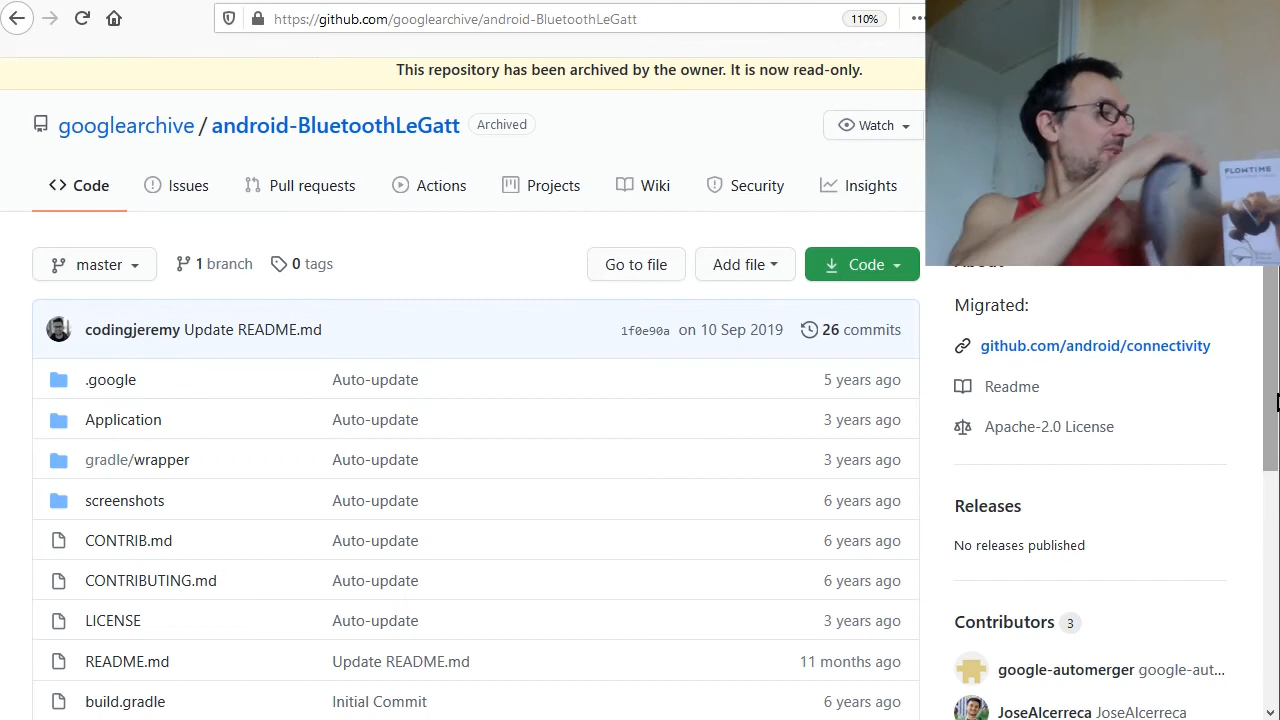 https://github.com/googlearchive/android-BluetoothLeGatt
110%
This repository has been archived by the owner. It is now read-only.
googlearchive / android-BluetoothLeGatt Archived
Watch
Code Issues Pull requests Actions Projects Wiki Security Insights
FLOWTIME
master 1 branch 0 tags Go to file Add file Code
About
Migrated:
github.com/android/connectivity
Readme
Apache-2.0 License
Releases
No releases published
Contributors 3
google-automerger google-aut...
JoseAlcerreca JoseAlcerreca
codingjeremy Update README.md 1f0e90a on 10 Sep 2019 26 commits
.google Auto-update 5 years ago
Application Auto-update 3 years ago
gradle/wrapper Auto-update 3 years ago
screenshots Auto-update 6 years ago
CONTRIB.md Auto-update 6 years ago
CONTRIBUTING.md Auto-update 6 years ago
LICENSE Auto-update 3 years ago
README.md Update README.md 11 months ago
build.gradle Initial Commit 6 years ago